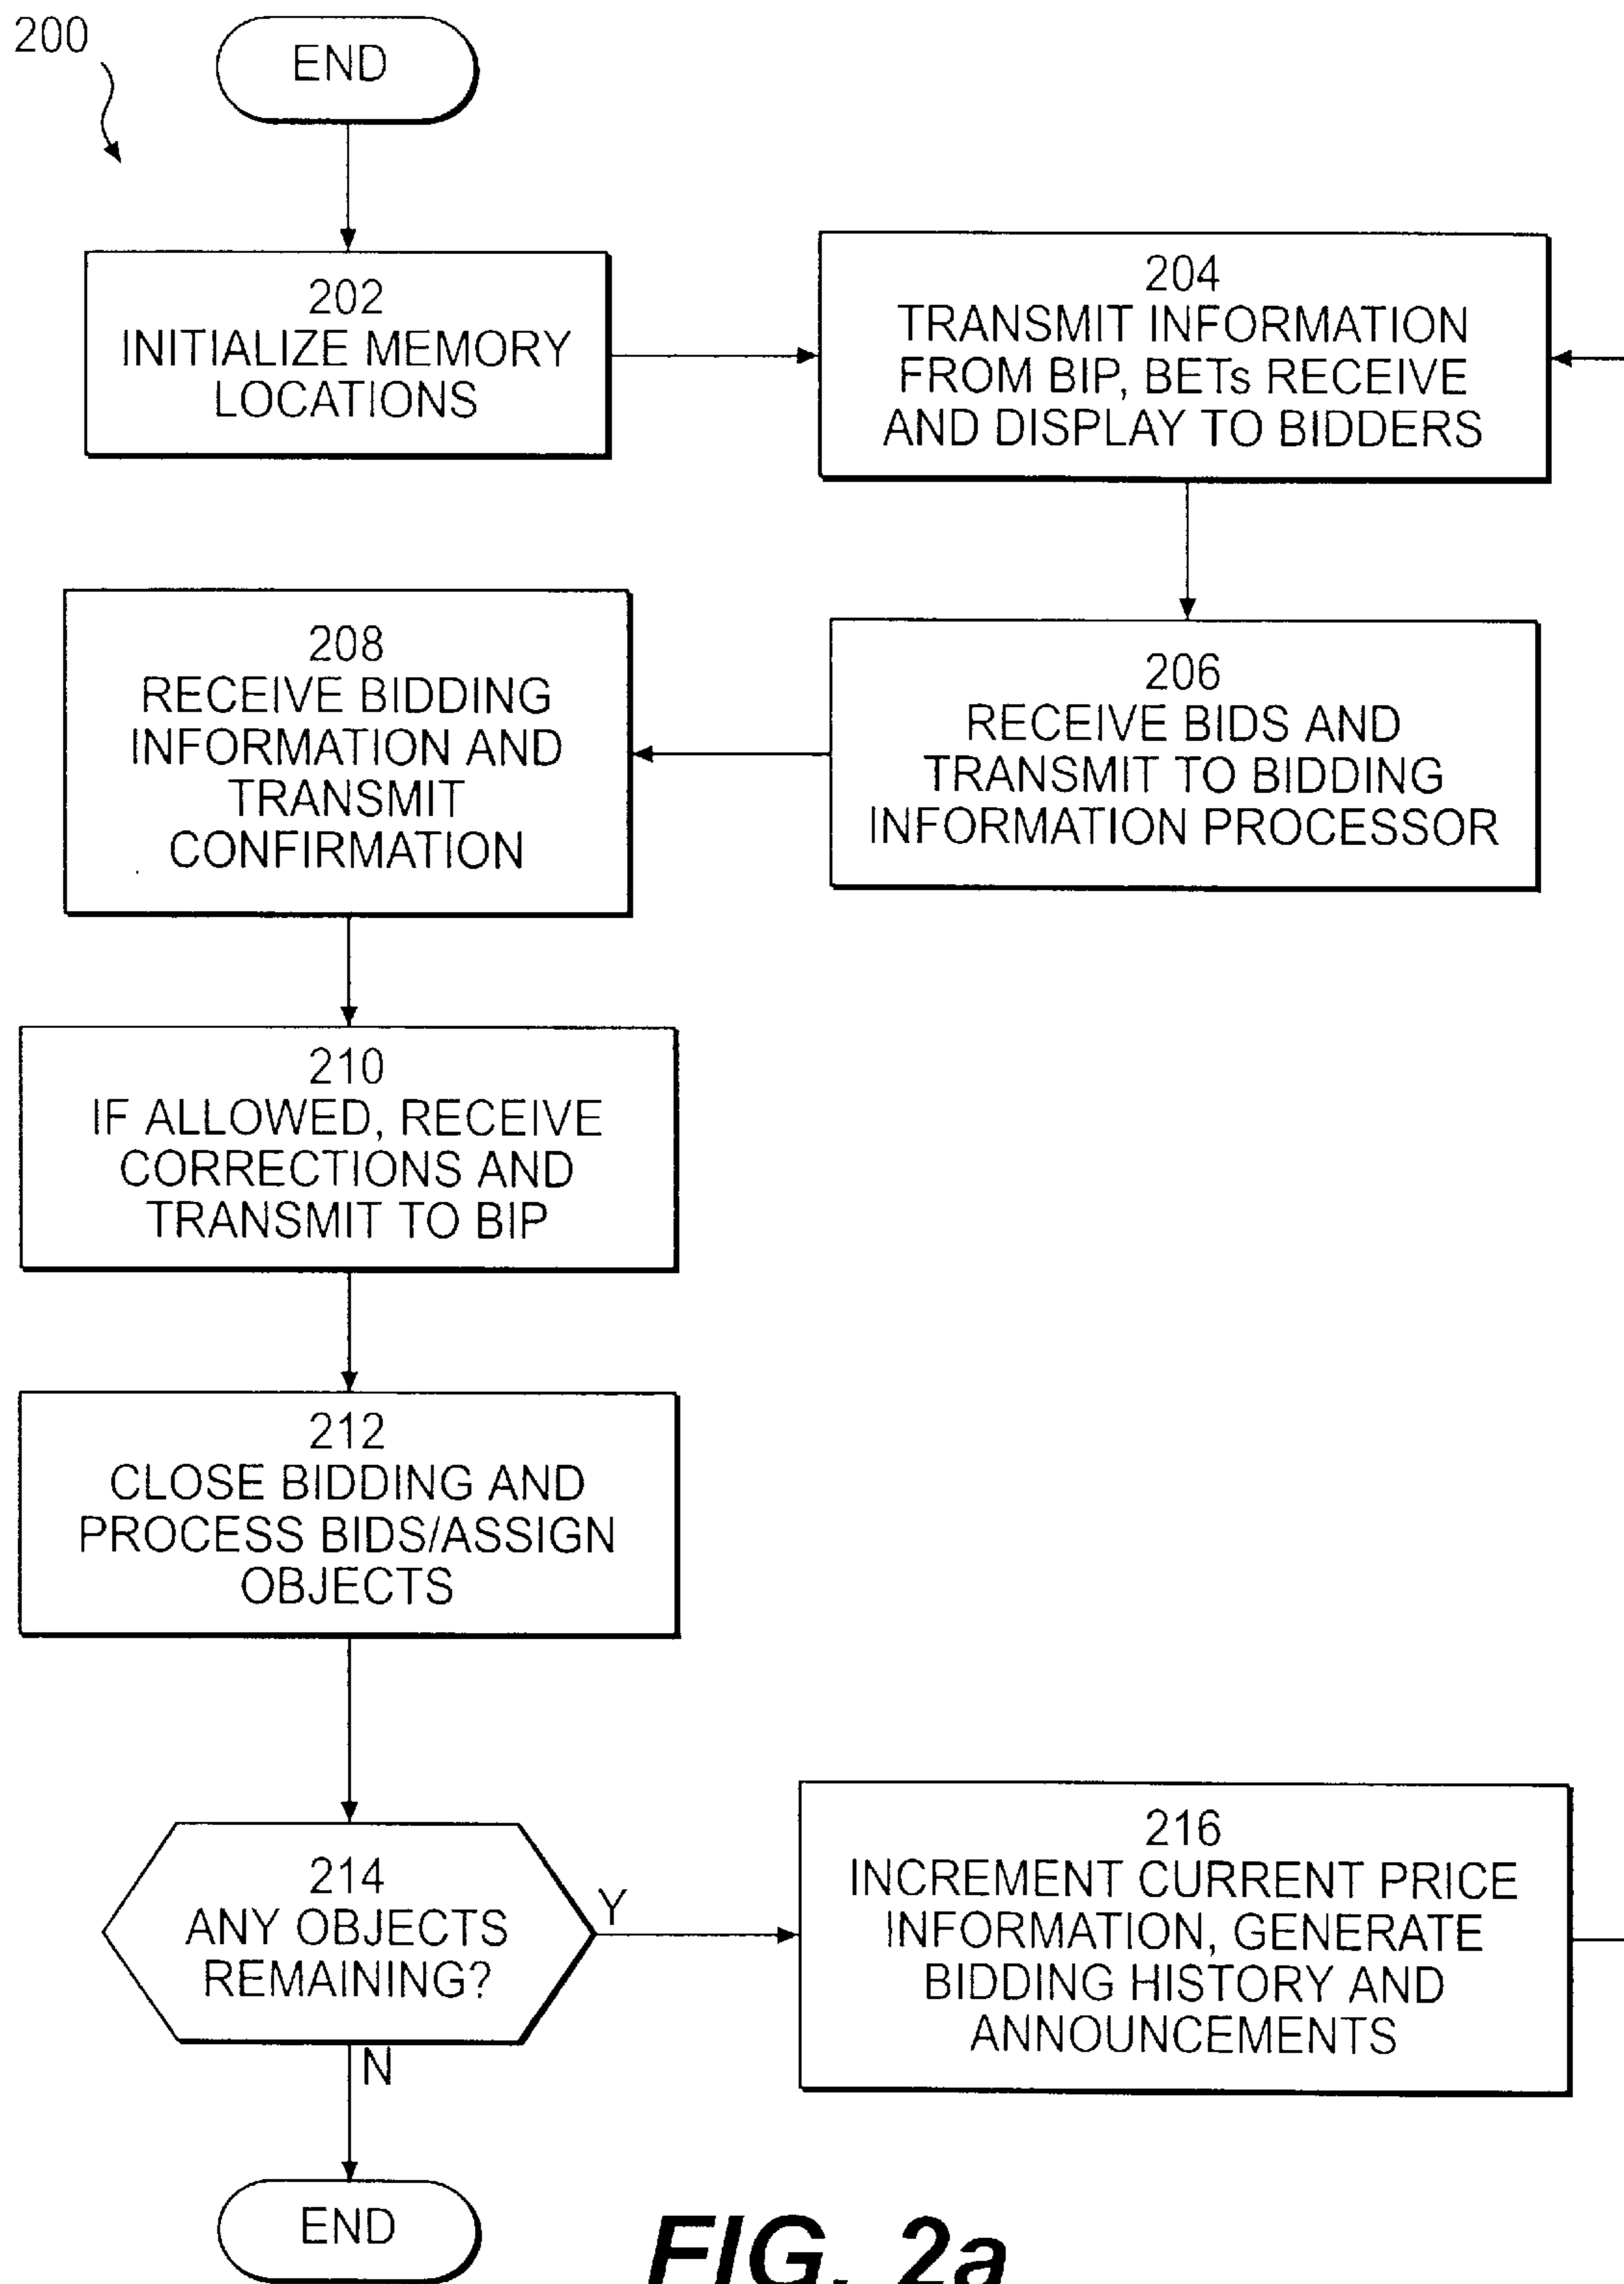 200
END
202
INITIALIZE MEMORY
LOCATIONS
204
TRANSMIT INFORMATION
FROM BIP, BETs RECEIVE
AND DISPLAY TO BIDDERS
206
RECEIVE BIDS AND
TRANSMIT TO BIDDING
INFORMATION PROCESSOR
208
RECEIVE BIDDING
INFORMATION AND
TRANSMIT
CONFIRMATION
210
IF ALLOWED, RECEIVE
CORRECTIONS AND
TRANSMIT TO BIP
212
CLOSE BIDDING AND
PROCESS BIDS/ASSIGN
OBJECTS
214
ANY OBJECTS
REMAINING?
Y
N
216
INCREMENT CURRENT PRICE
INFORMATION, GENERATE
BIDDING HISTORY AND
ANNOUNCEMENTS
END
FIG. 2a